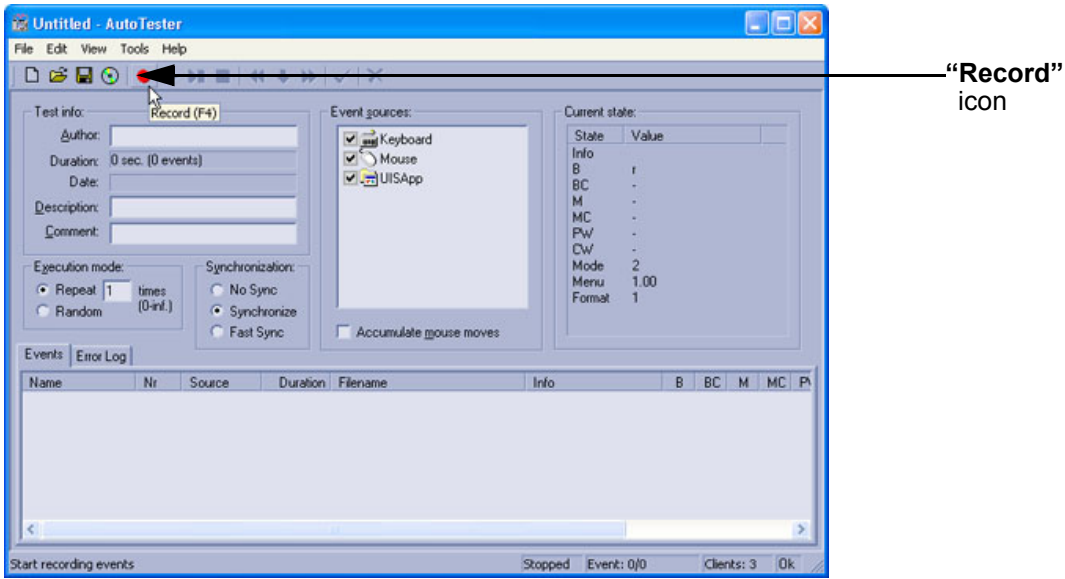 Untitled - AutoTester
File Edit View Tools Help
"Record"
icon
Record (F4)
Test info:
Author:
Duration: 0 sec. (0 events)
Date:
Description:
Comment:
Event sources:
Keyboard
Mouse
UISApp
Accumulate mouse moves
Current state:
State Value
Info
B r
BC -
M -
MC -
PW -
CW -
Mode 2
Menu 1.00
Format 1
Execution mode:
Repeat 1 times
(0-inf.)
Random
Synchronization:
No Sync
Synchronize
Fast Sync
Events Error Log
Name Nr Source Duration Filename Info B BC M MC
Start recording events Stopped Event: 0/0 Clients: 3 Ok